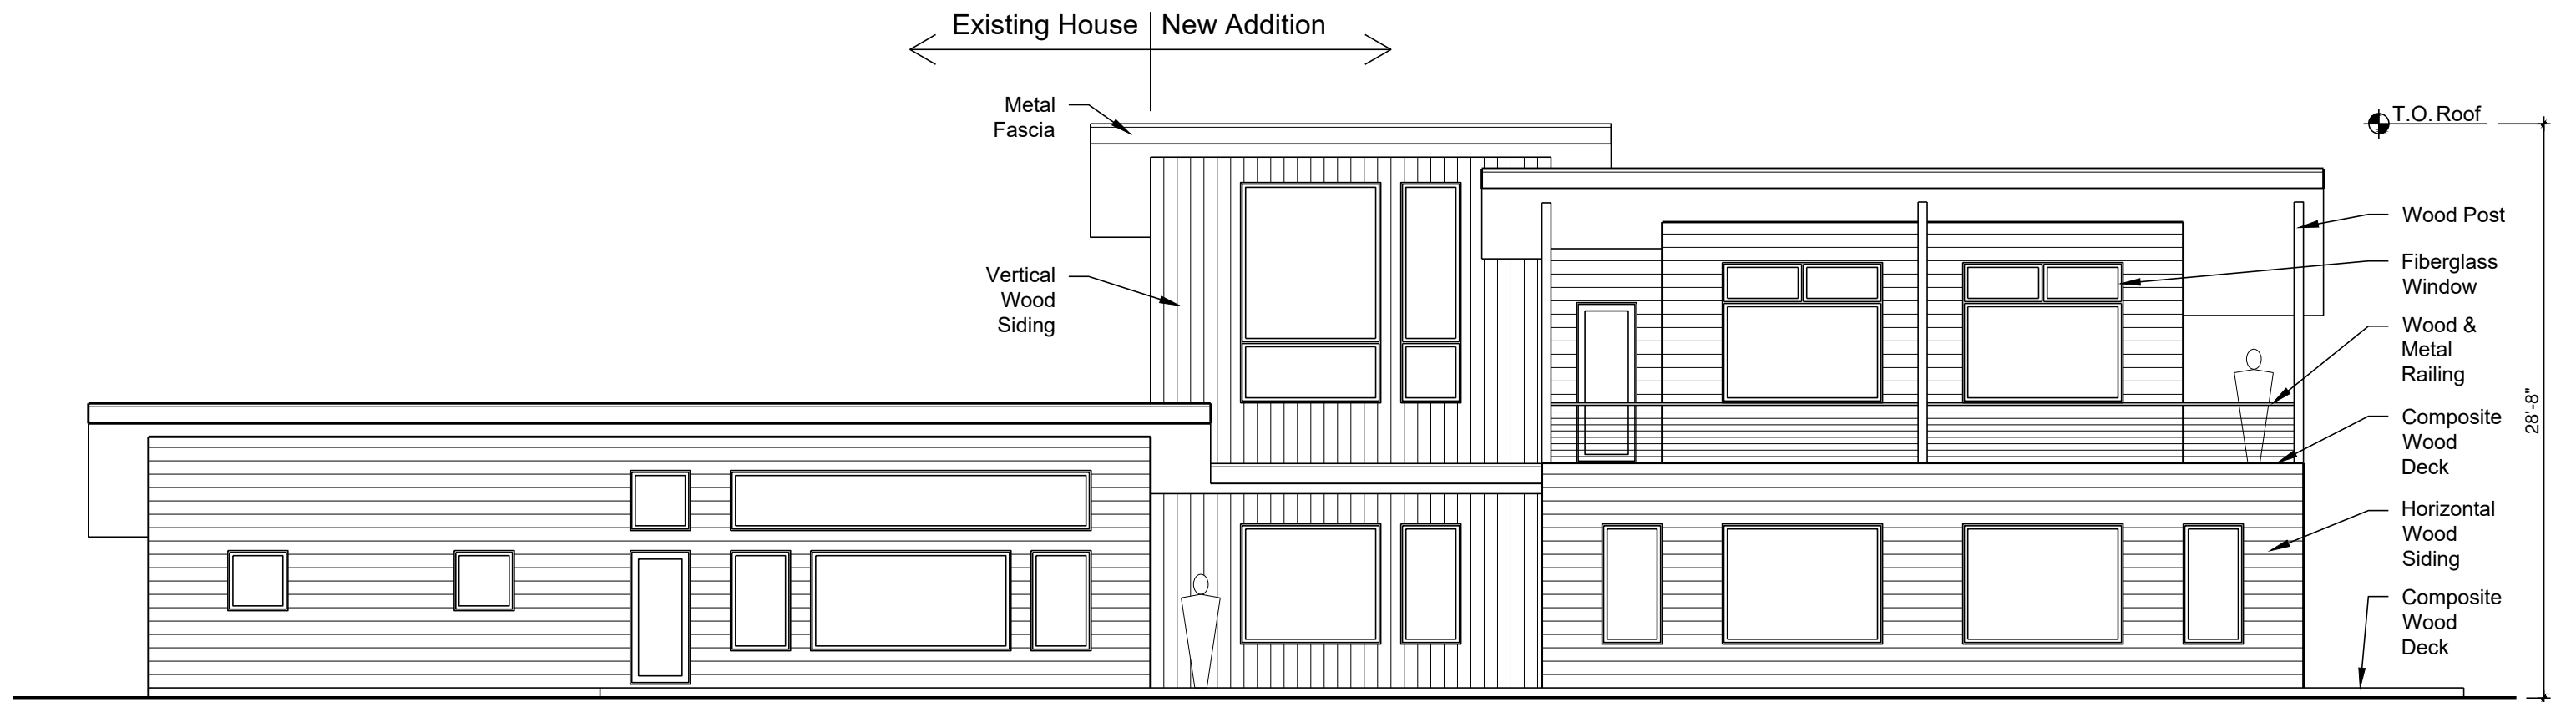 Existing House New Addition
Metal
Fascia
T.O. Roof
Wood Post
Fiberglass
Window
Vertical
Wood
Siding
Wood &
Metal
Railing
28'-8"
Composite
Wood
Deck
Horizontal
Wood
Siding
Composite
Wood
Deck